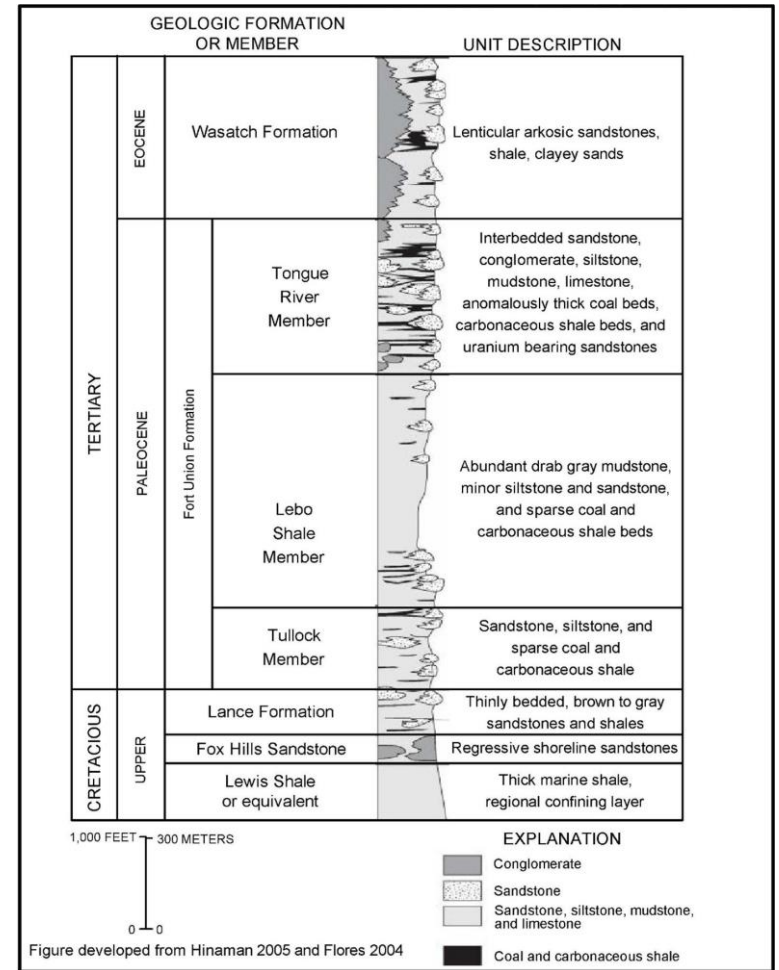 GEOLOGIC FORMATION
OR MEMBER
UNIT DESCRIPTION
TERTIARY
EOCENE
Wasatch Formation
Lenticular arkosic sandstones,
shale, clayey sands
PALEOCENE
Fort Union Formation
Tongue
River
Member
Interbedded sandstone,
conglomerate, siltstone,
mudstone, limestone,
anomalously thick coal beds,
carbonaceous shale beds, and
uranium bearing sandstones
Lebo
Shale
Member
Abundant drab gray mudstone,
minor siltstone and sandstone,
and sparse coal and
carbonaceous shale beds
Tullock
Member
Sandstone, siltstone, and
sparse coal and
carbonaceous shale
CRETACIOUS
UPPER
Lance Formation
Thinly bedded, brown to gray
sandstones and shales
Fox Hills Sandstone
Regressive shoreline sandstones
Lewis Shale
or equivalent
Thick marine shale,
regional confining layer
1,000 FEET 300 METERS
0 0
EXPLANATION
Conglomerate
Sandstone
Sandstone, siltstone, mudstone,
and limestone
Coal and carbonaceous shale
Figure developed from Hinaman 2005 and Flores 2004